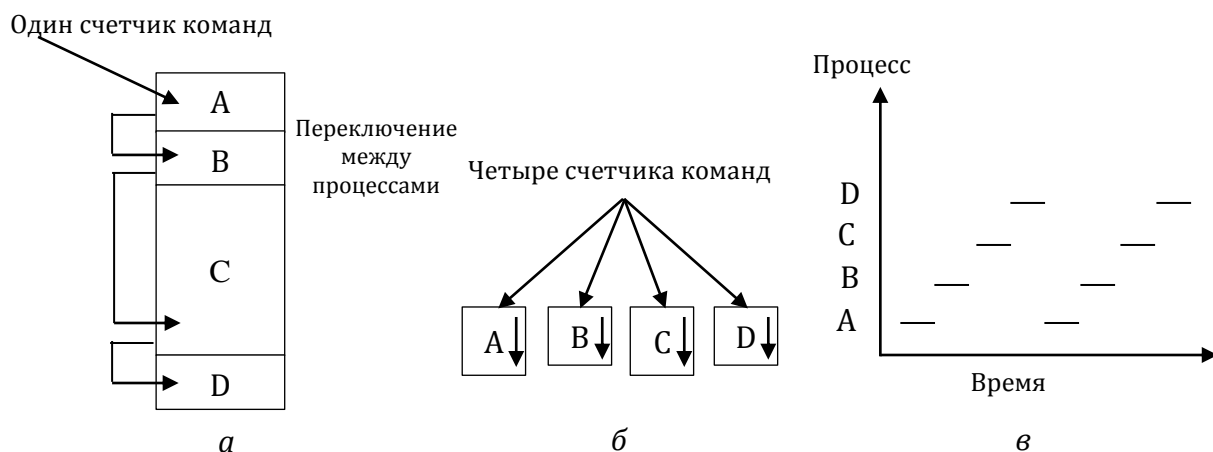 Один счетчик команд
A
B
C
D
Переключение
между
процессами
а
Четыре счетчика команд
A
B
C
D
б
Процесс
D
C
B
A
Время
в